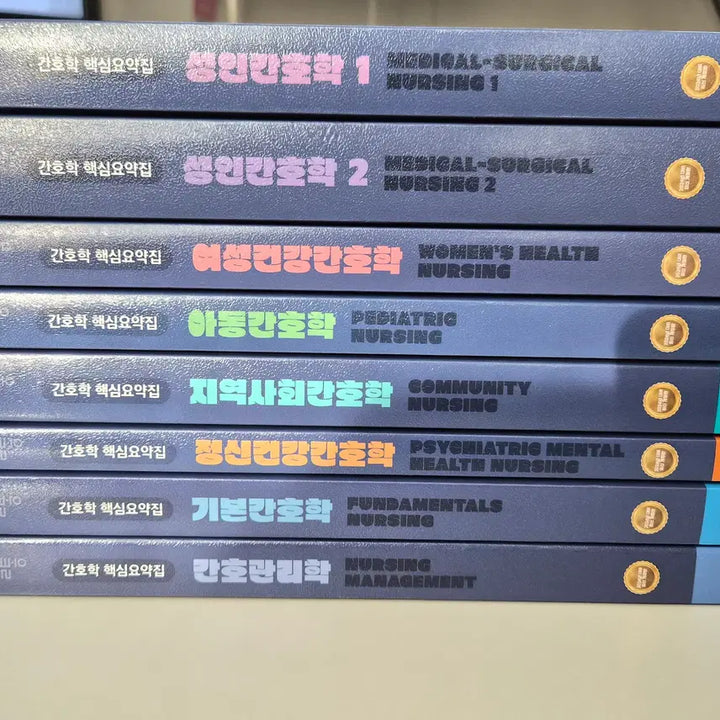 간호학 핵심요약집 성인간호학 1 MEDICAL-SURGICAL
NURSING 1
간호학 핵심요약집 성인간호학 2 MEDICAL-SURGICAL
NURSING 2
간호학 핵심요약집 여성건강간호학 WOMEN'S HEALTH
NURSING
간호학 핵심요약집 아동간호학 PEDIATRIC
NURSING
간호학 핵심요약집 지역사회간호학 COMMUNITY
NURSING
간호학 핵심요약집 정신건강간호학 PSYCHIATRIC MENTAL
HEALTH NURSING
간호학 핵심요약집 기본간호학 FUNDAMENTALS
NURSING
간호학 핵심요약집 간호관리학 NURSING
MANAGEMENT